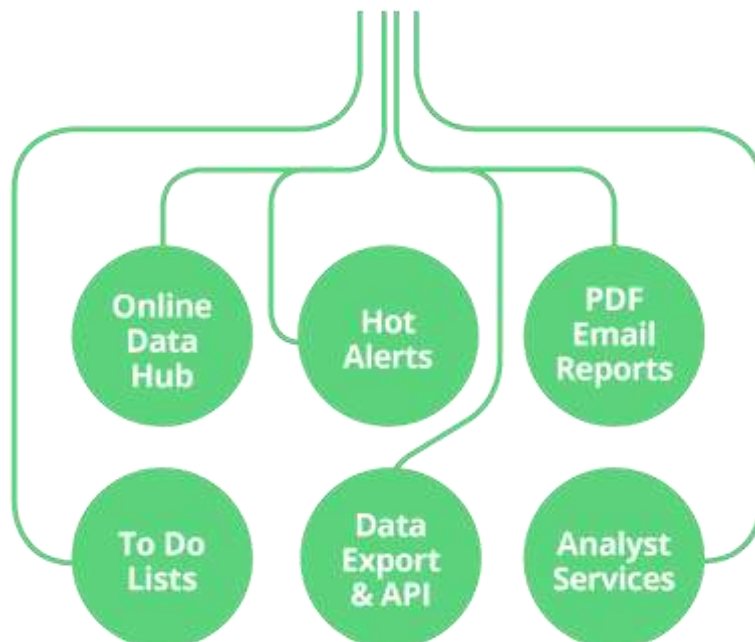 Online
Data
Hub
Hot
Alerts
PDF
Email
Reports
To Do
Lists
Data
Export
& API
Analyst
Services